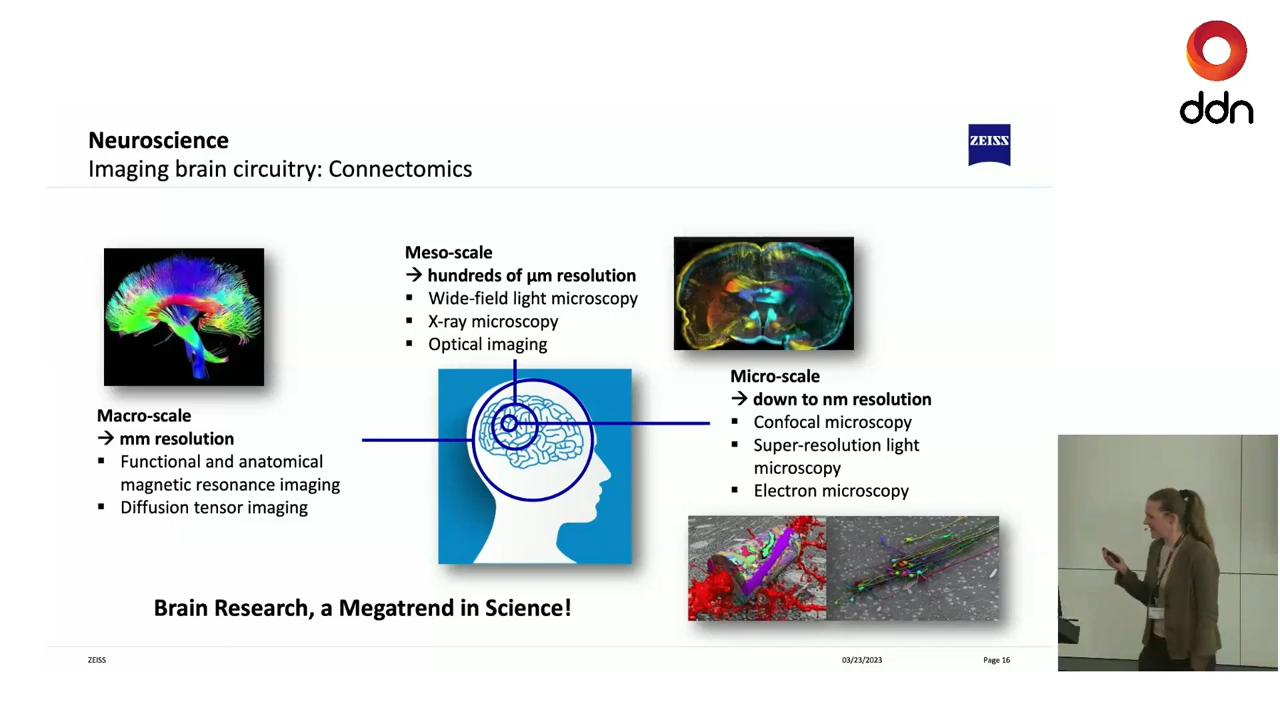 ddn
Neuroscience
Imaging brain circuitry: Connectomics
ZEISS
Meso-scale
→ hundreds of µm resolution
▪ Wide-field light microscopy
▪ X-ray microscopy
▪ Optical imaging
Macro-scale
→ mm resolution
▪ Functional and anatomical
magnetic resonance imaging
▪ Diffusion tensor imaging
Micro-scale
→ down to nm resolution
▪ Confocal microscopy
▪ Super-resolution light
microscopy
▪ Electron microscopy
Brain Research, a Megatrend in Science!
ZEISS
03/23/2023
Page 16